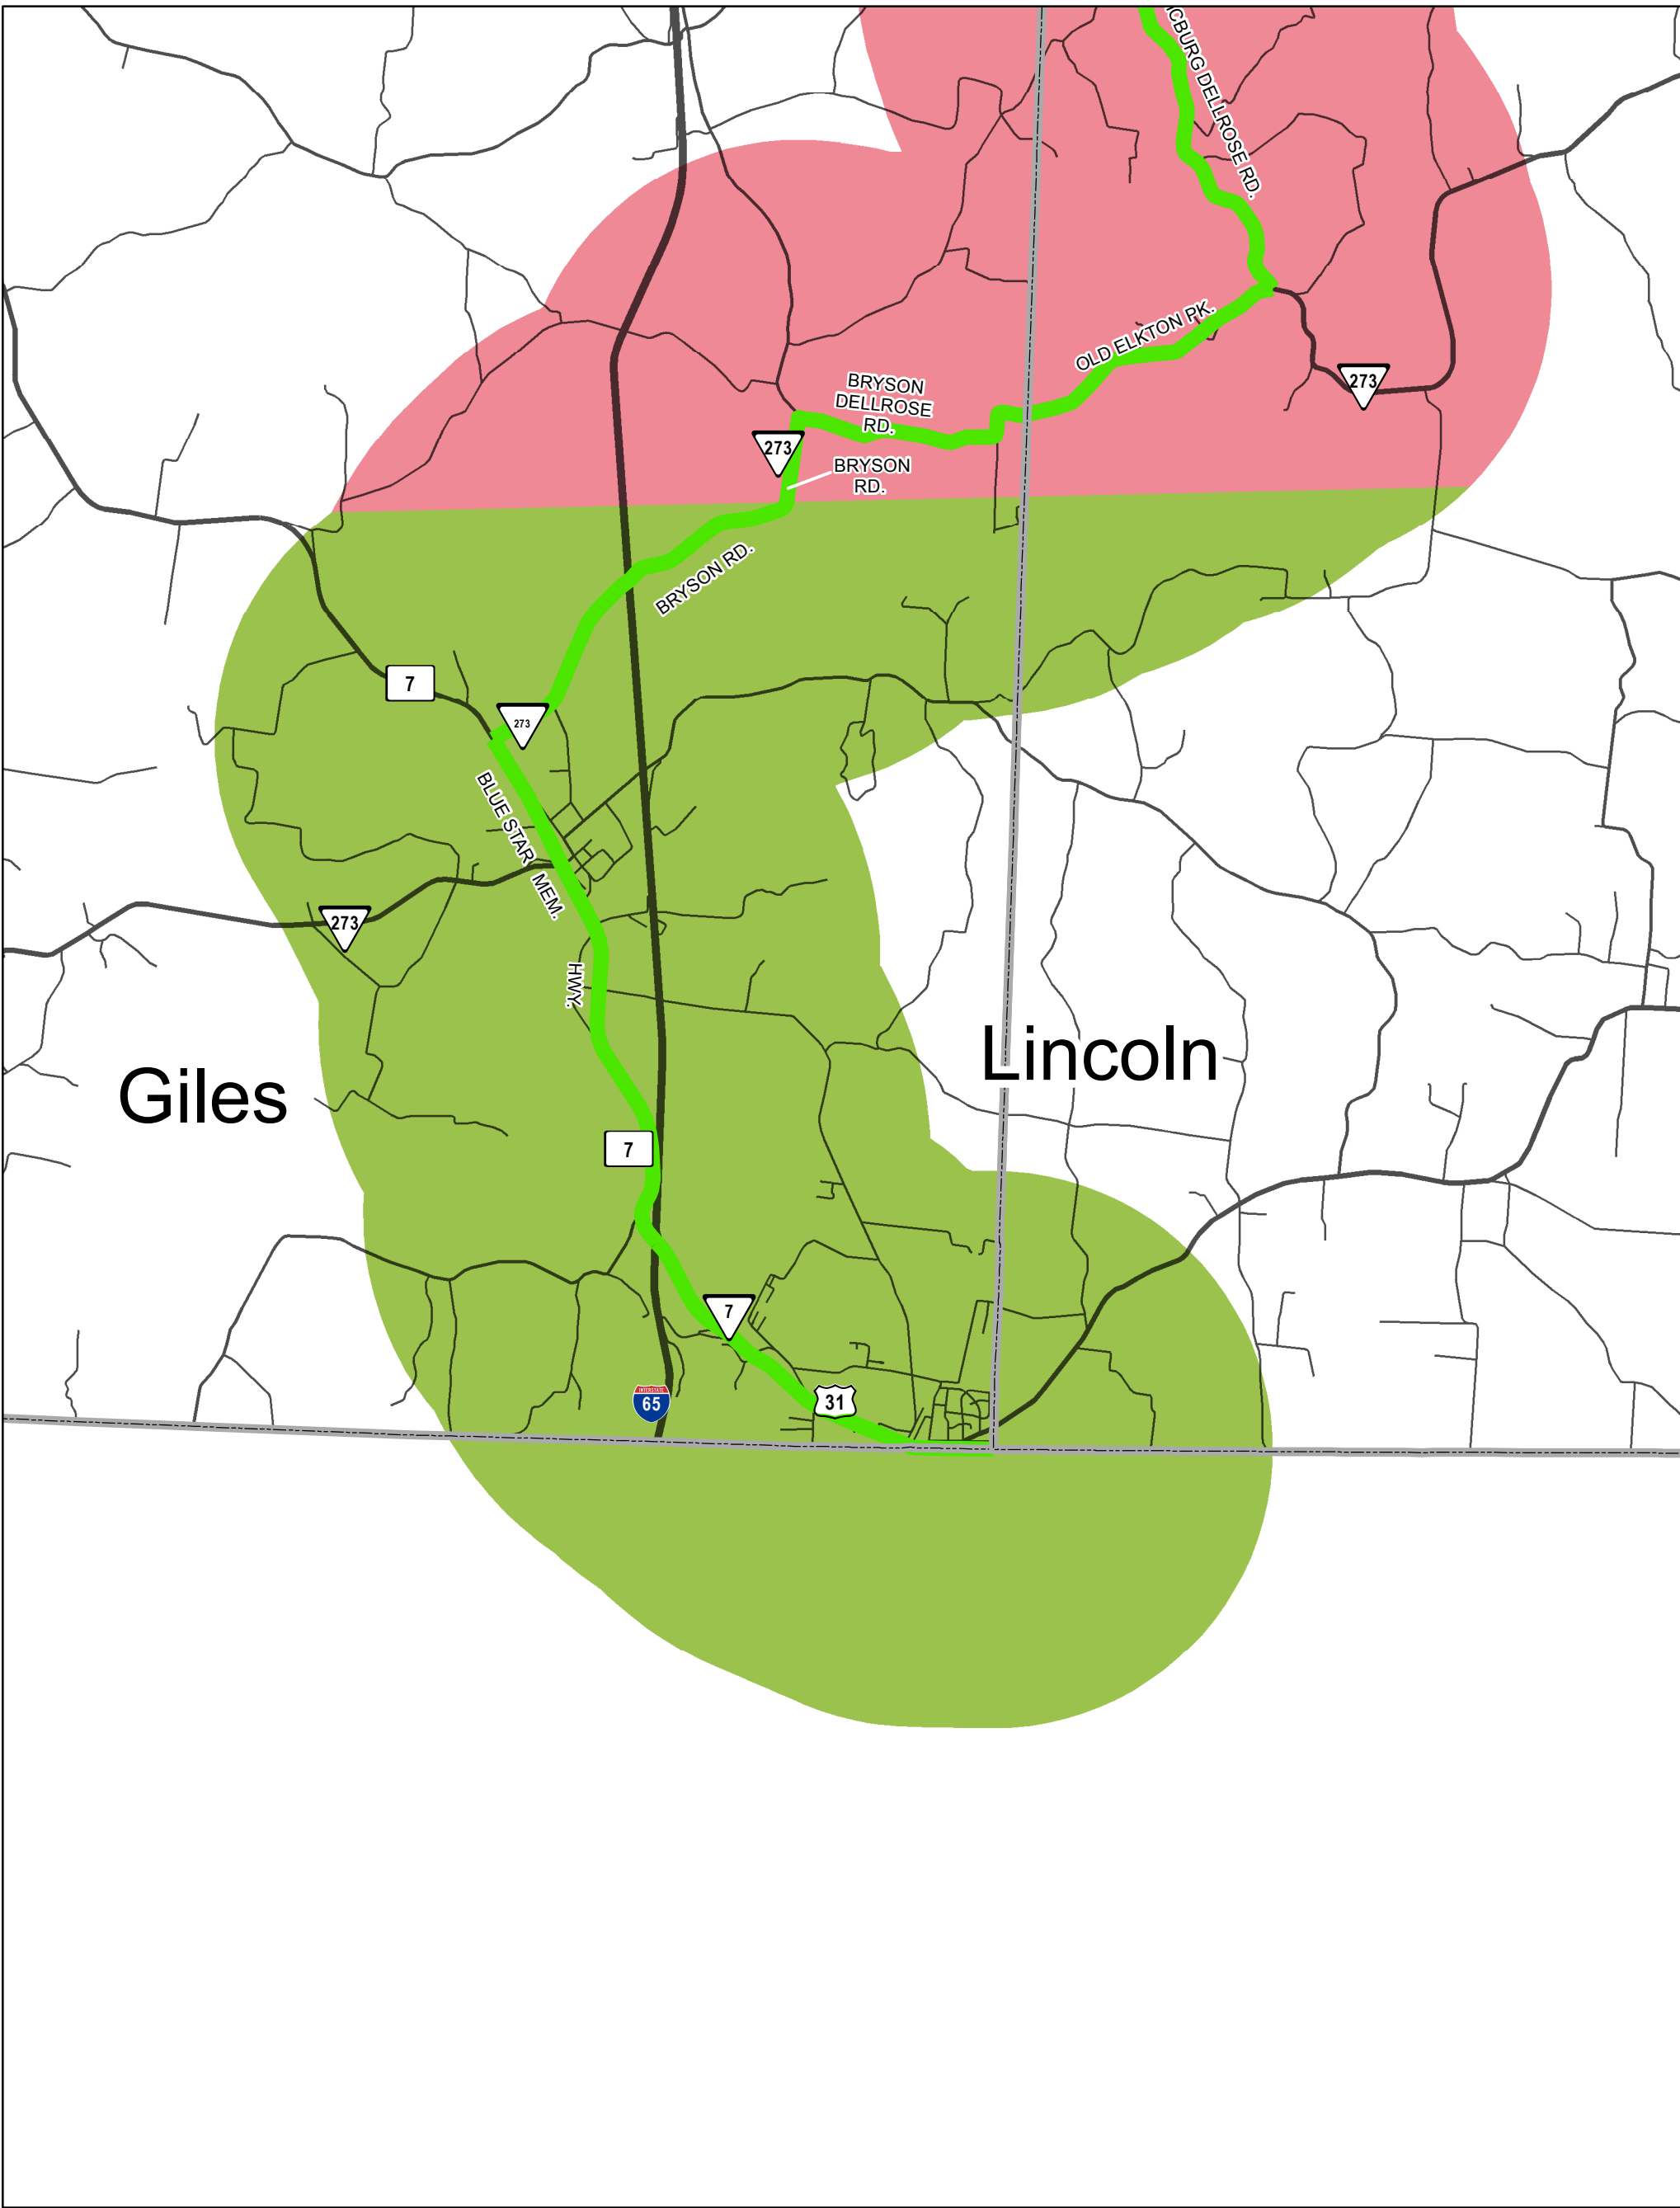 DELLROSE RD.
OLD ELKTON PK.
273
BRYSON
DELLROSE
RD.
273
BRYSON
RD.
BRYSON RD.
7
273
BLUE STAR MEM.
273
HWY.
Lincoln
Giles
7
7
INTERSTATE
65
31